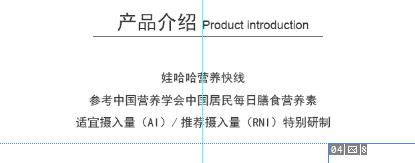 产品介绍 Product introduction
娃哈哈营养快线
参考中国营养学会中国居民每日膳食营养素
适宜摄入量（AI）/ 推荐摄入量（RNI）特别研制
04
8